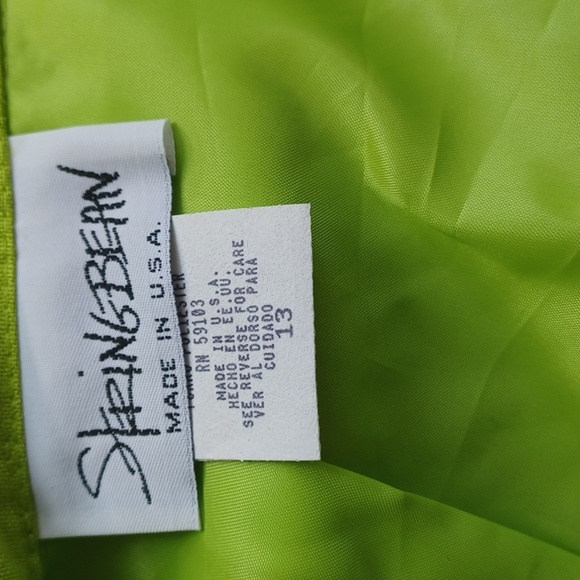 STRINGBEAN
MADE IN U.S.A.
POLIESTER
RN 59103
MADE IN U.S.A.
HECHO EN EE.UU.
SEE REVERSE FOR CARE
VER AL DORSO PARA
CUIDADO
13